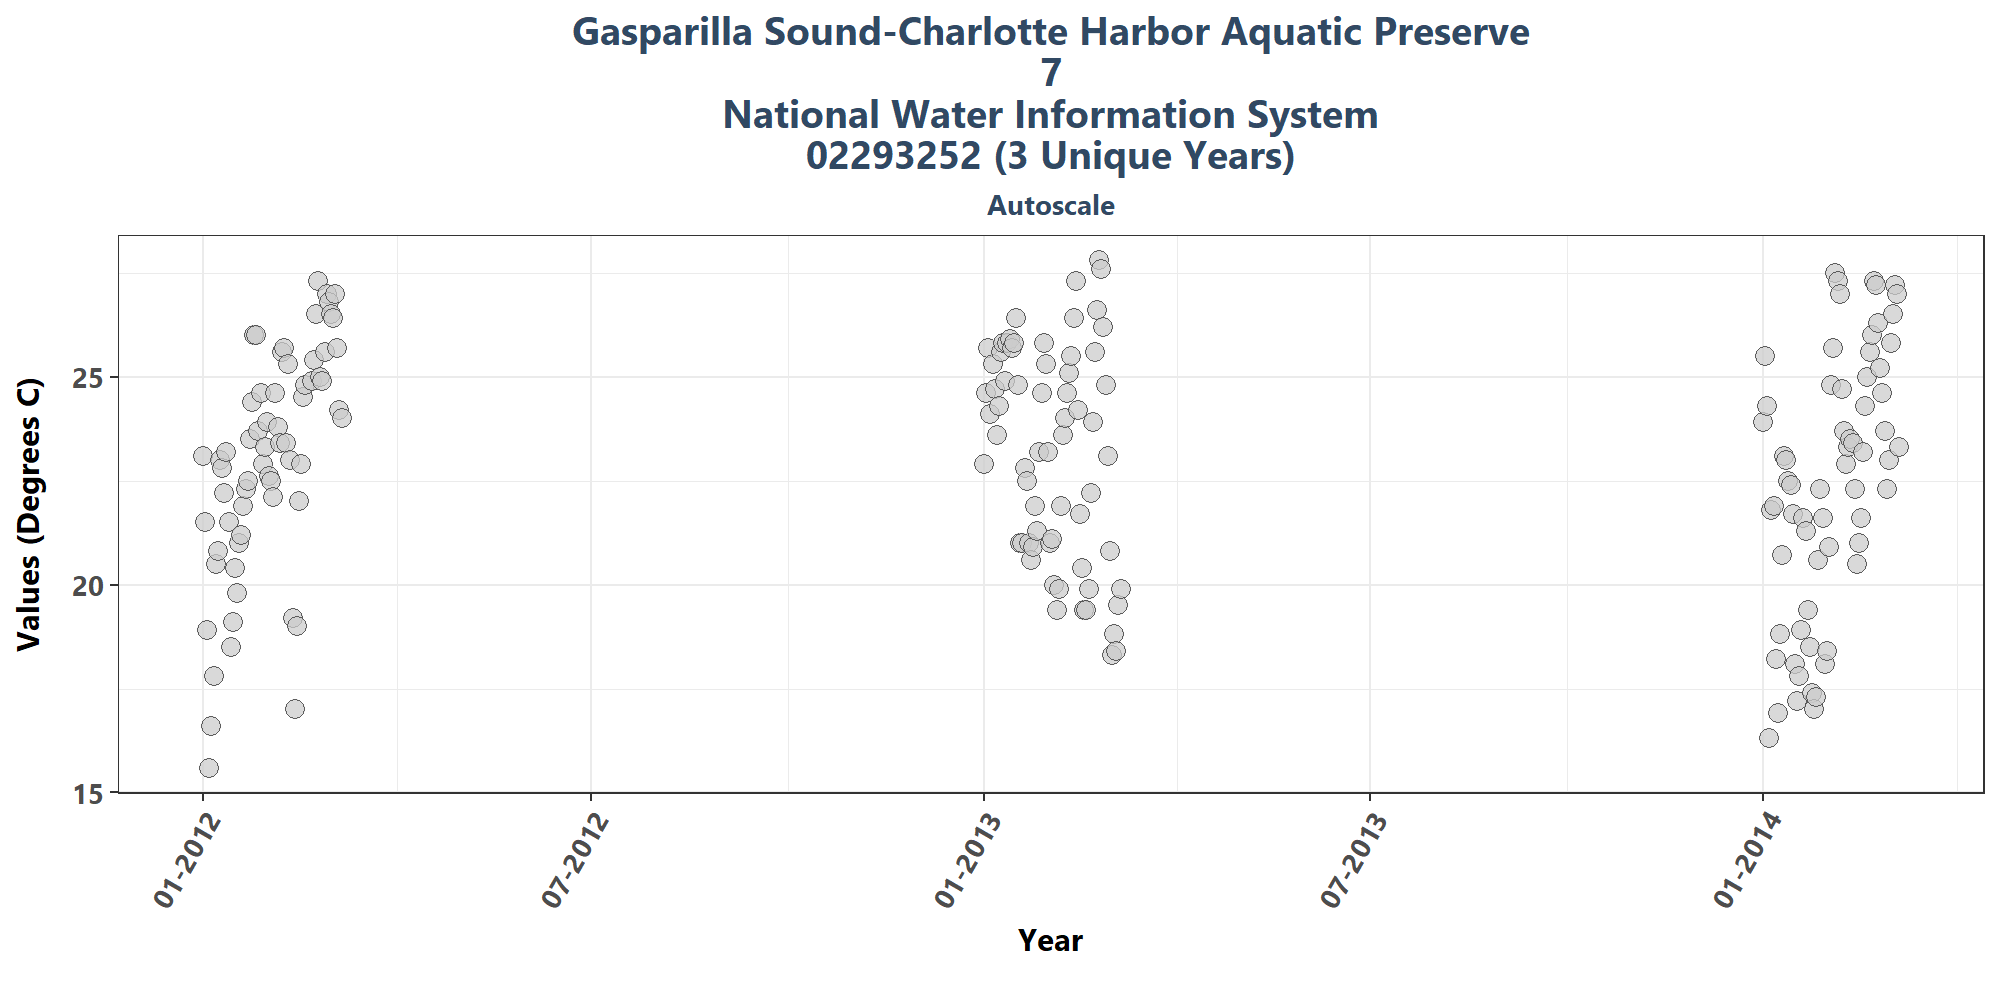 Gasparilla Sound-Charlotte Harbor Aquatic Preserve
7
National Water Information System
02293252 (3 Unique Years)
Autoscale
Values (Degrees C)
25
20
15
01-2012
07-2012
01-2013
07-2013
01-2014
Year